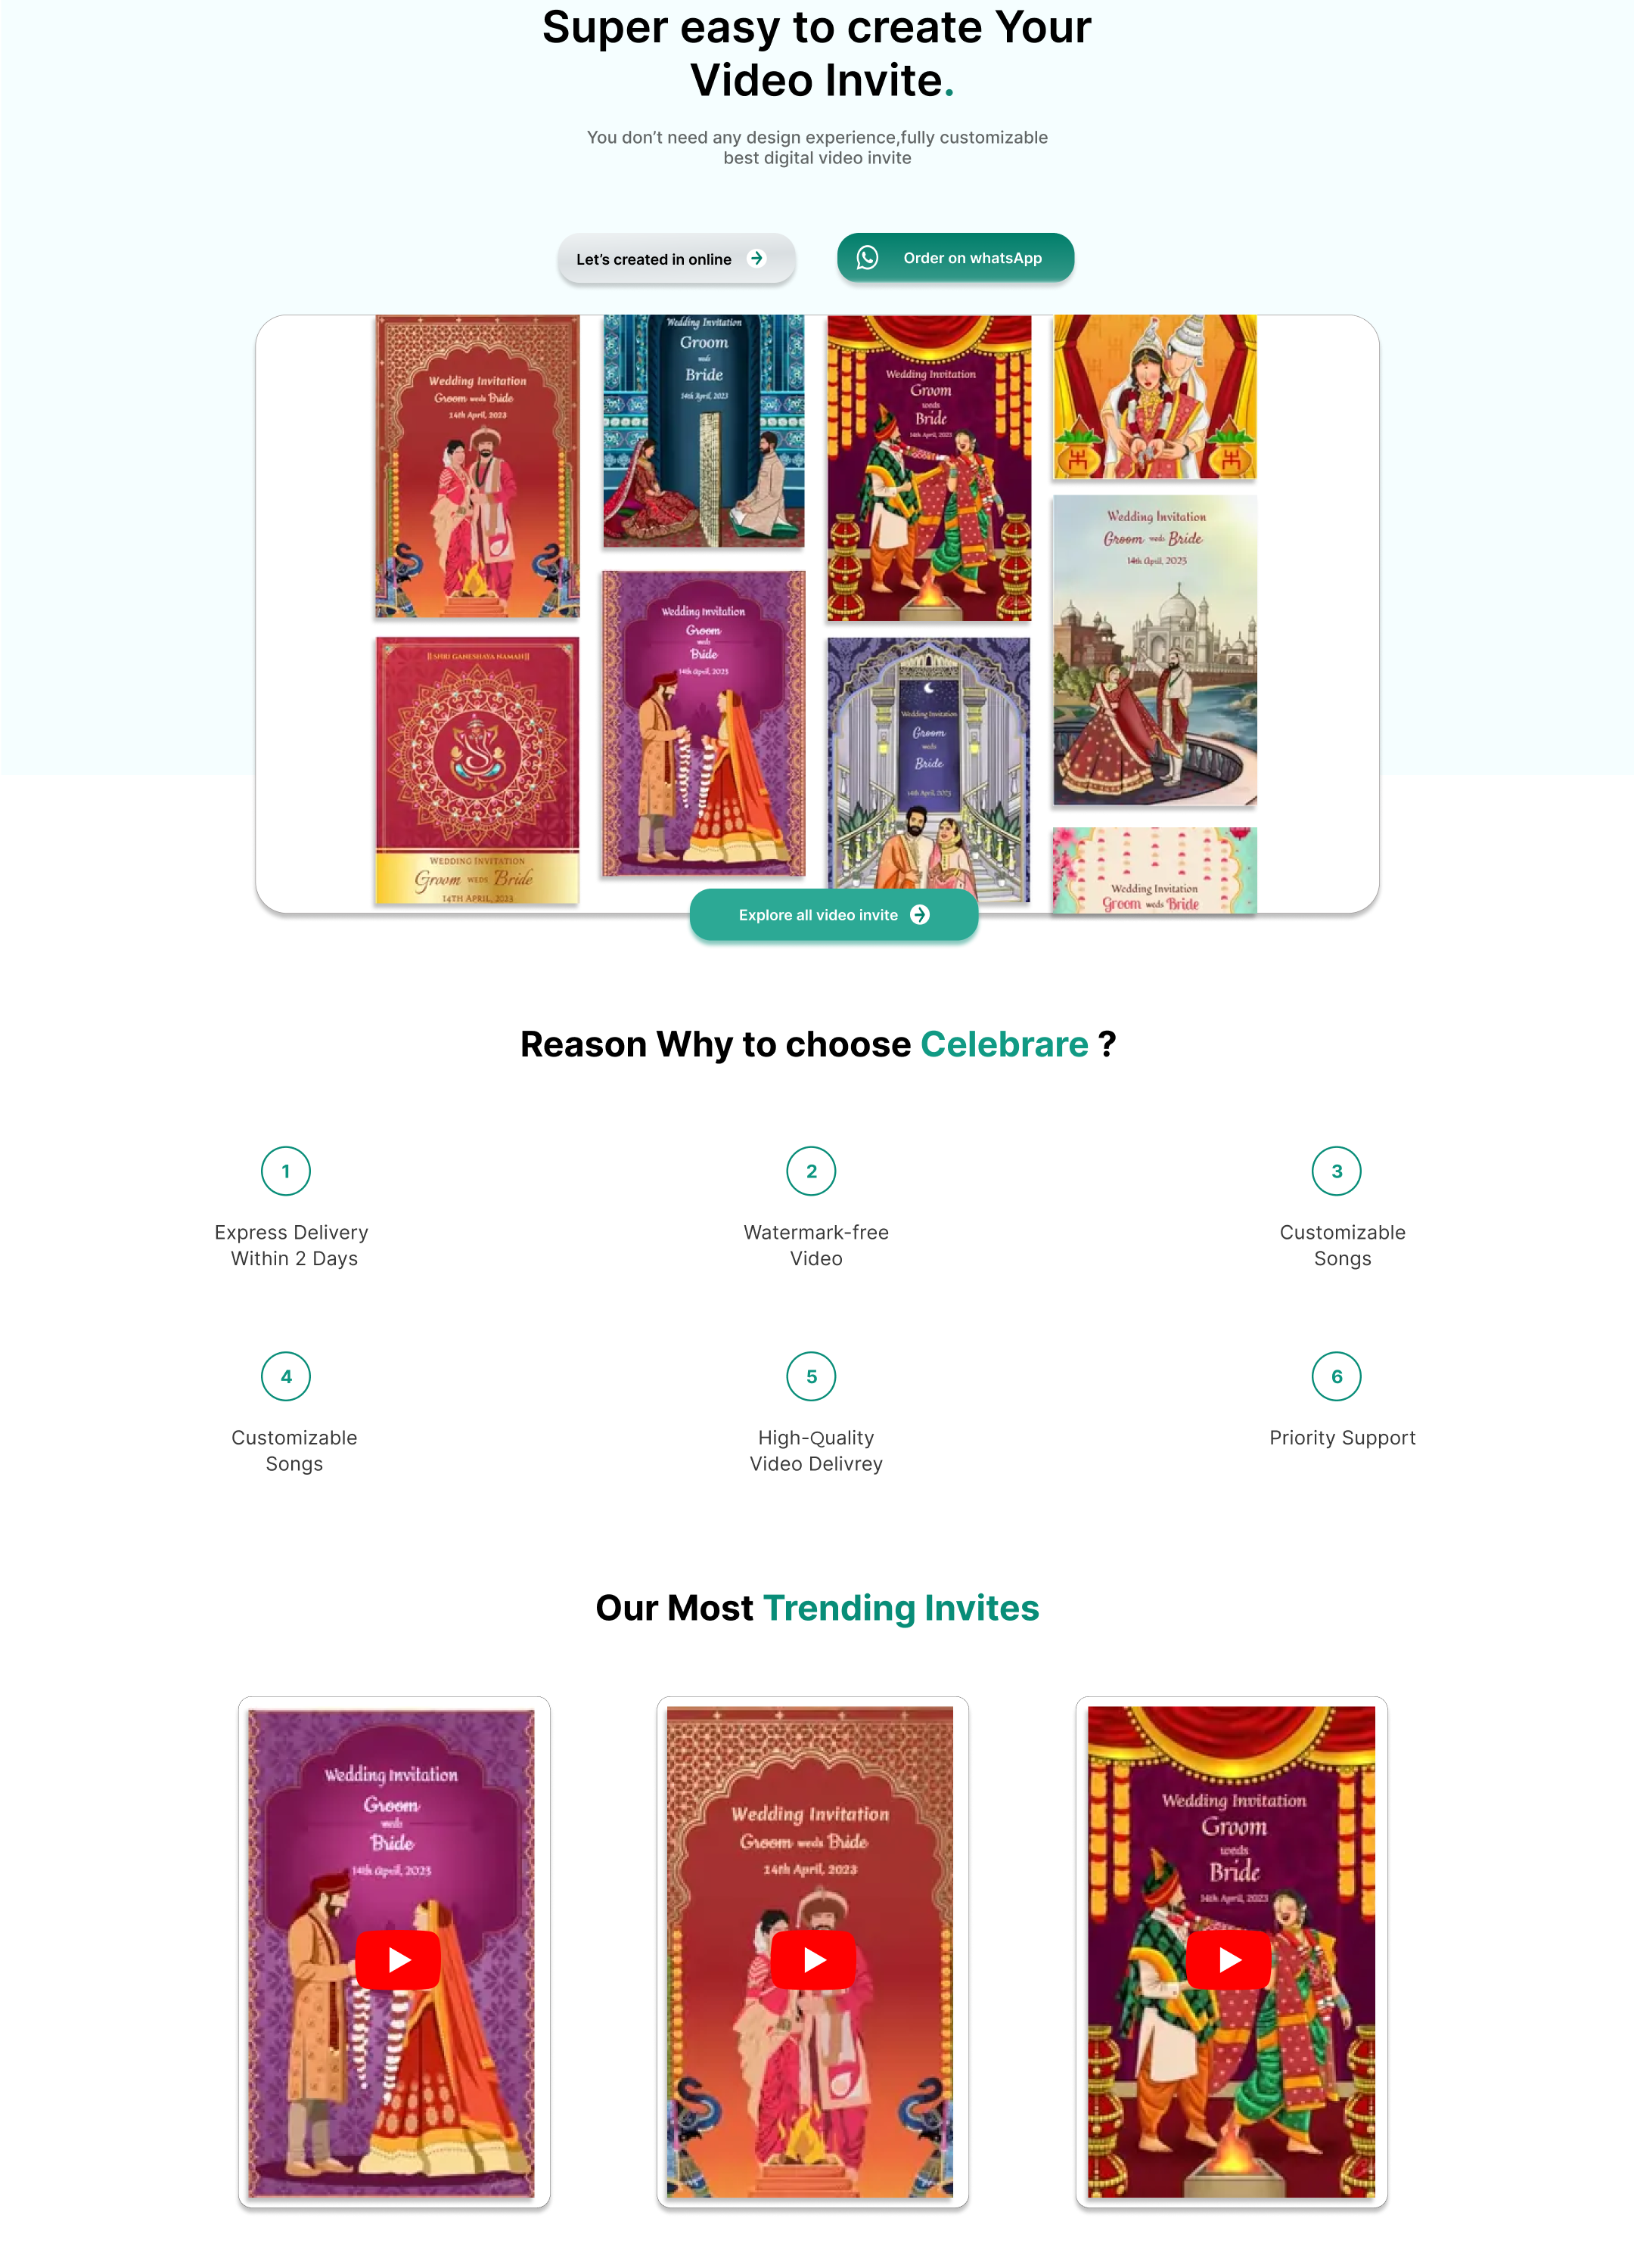 Super easy to create Your
Video Invite.
You don't need any design experience,fully customizable
best digital video invite
Let's created in online
Order on whatsApp
Wedding Invitation
Groom weds Bride
14th April, 2023
Wedding Invitation
Groom
weds
Bride
14th April, 2023
Wedding Invitation
Groom
weds
Bride
14th April, 2023
Wedding Invitation
Groom weds Bride
14th April, 2023
|| SHRI GANESHAYA NAMAH ||
WEDDING INVITATION
Groom WEDS Bride
14TH APRIL, 2023
Wedding Invitation
Groom
weds
Bride
14th April, 2023
Wedding Invitation
Groom
weds
Bride
14th April, 2023
Wedding Invitation
Groom weds Bride
Explore all video invite
Reason Why to choose Celebrare ?
1
Express Delivery
Within 2 Days
2
Watermark-free
Video
3
Customizable
Songs
4
Customizable
Songs
5
High-Quality
Video Delivrey
6
Priority Support
Our Most Trending Invites
Wedding Invitation
Groom
weds
Bride
14th April, 2023
Wedding Invitation
Groom weds Bride
14th April, 2023
Wedding Invitation
Groom
weds
Bride
14th April, 2023